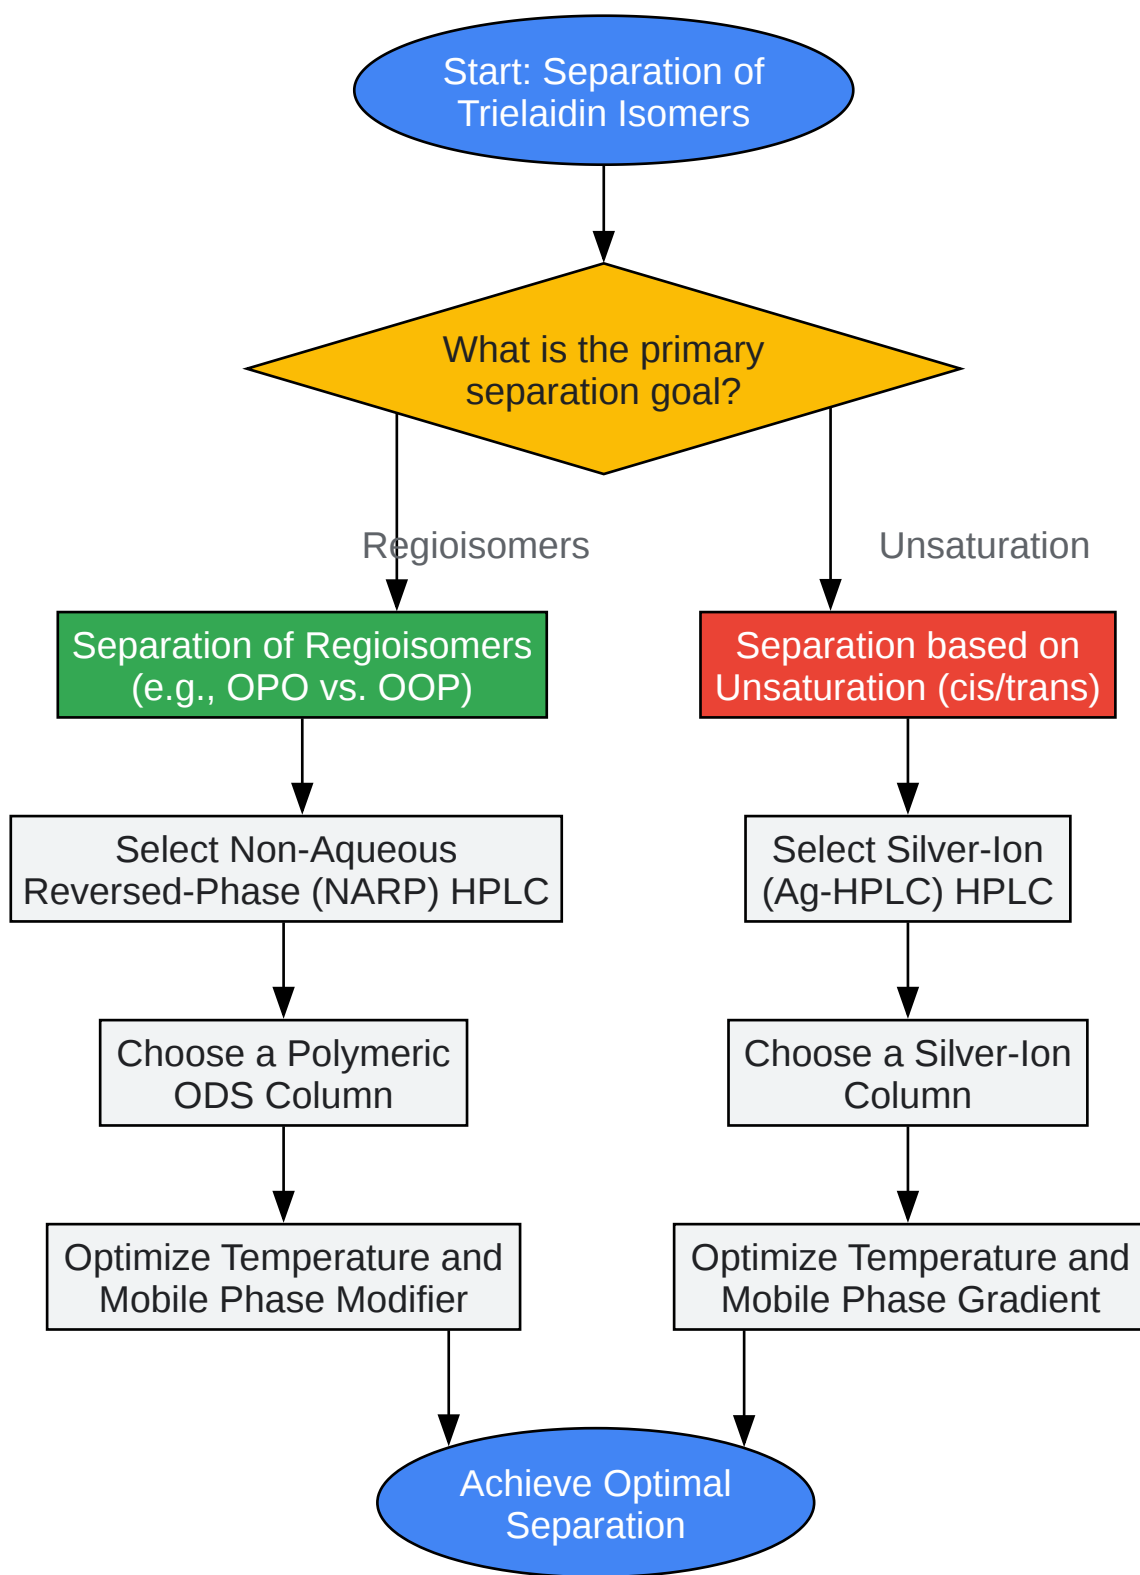 Start: Separation of
Trielaidin Isomers
What is the primary
separation goal?
Regioisomers
Unsaturation
Separation of Regioisomers
(e.g., OPO vs. OOP)
Separation based on
Unsaturation (cis/trans)
Select Non-Aqueous
Reversed-Phase (NARP) HPLC
Select Silver-Ion
(Ag-HPLC) HPLC
Choose a Polymeric
ODS Column
Choose a Silver-Ion
Column
Optimize Temperature and
Mobile Phase Modifier
Optimize Temperature and
Mobile Phase Gradient
Achieve Optimal
Separation